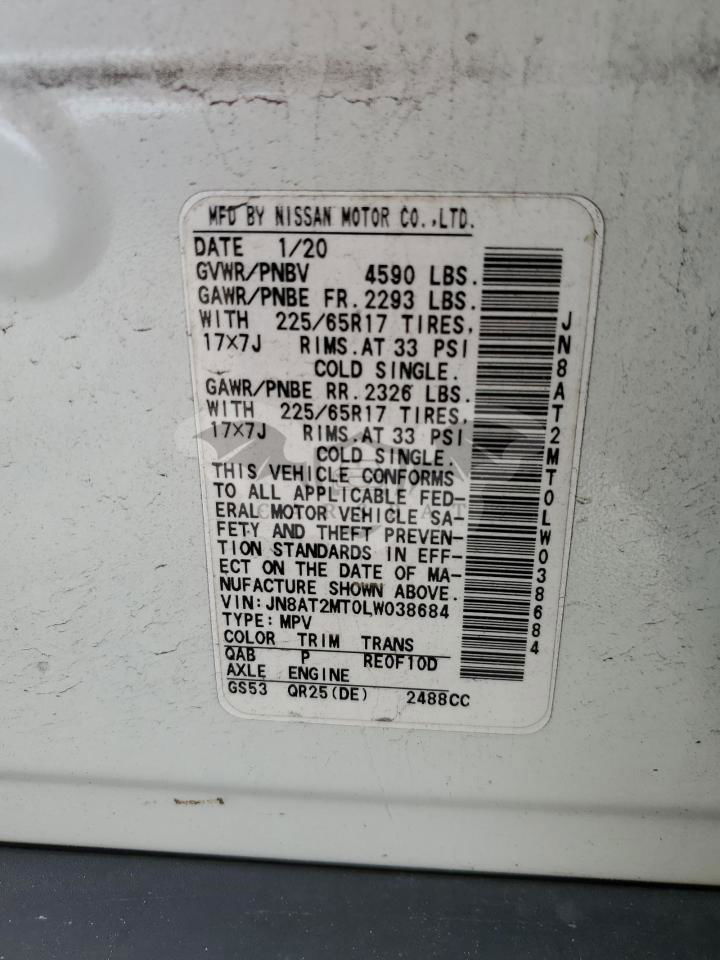 MFD BY NISSAN MOTOR CO.,LTD.
DATE 1/20
GVWR/PNBV 4590 LBS.
GAWR/PNBE FR. 2293 LBS.
WITH 225/65R17 TIRES,
17×7J RIMS. AT 33 PSI
COLD SINGLE.
GAWR/PNBE RR. 2326 LBS.
WITH 225/65R17 TIRES,
17×7J RIMS. AT 33 PSI
COLD SINGLE.
THIS VEHICLE CONFORMS
TO ALL APPLICABLE FED-
ERAL MOTOR VEHICLE SA-
FETY AND THEFT PREVEN-
TION STANDARDS IN EFF-
ECT ON THE DATE OF MA-
NUFACTURE SHOWN ABOVE.
VIN:JN8AT2MT0LW038684
TYPE:MPV
COLOR TRIM TRANS
QAB P RE0F10D
AXLE ENGINE
GS53 QR25(DE) 2488CC
JN8AT2MT0LW038684